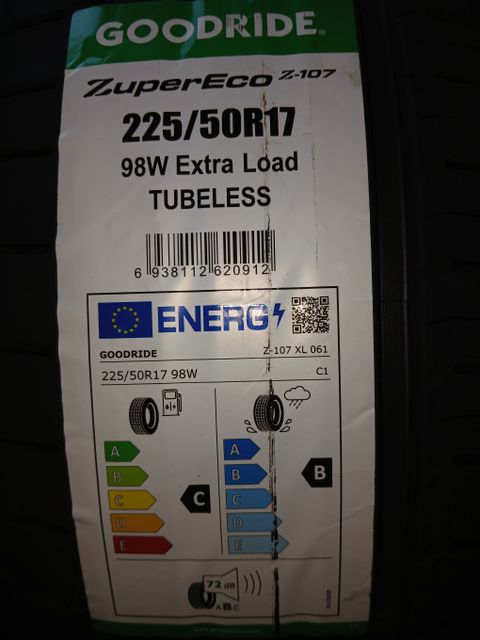 GOODRIDE®
ZuperEco Z-107
225/50R17
98W Extra Load
TUBELESS
6 938112 620912
ENERG
GOODRIDE Z-107 XL 061
225/50R17 98W C1
A A
B B B
C C C
D D
E E
72 dB
ABC